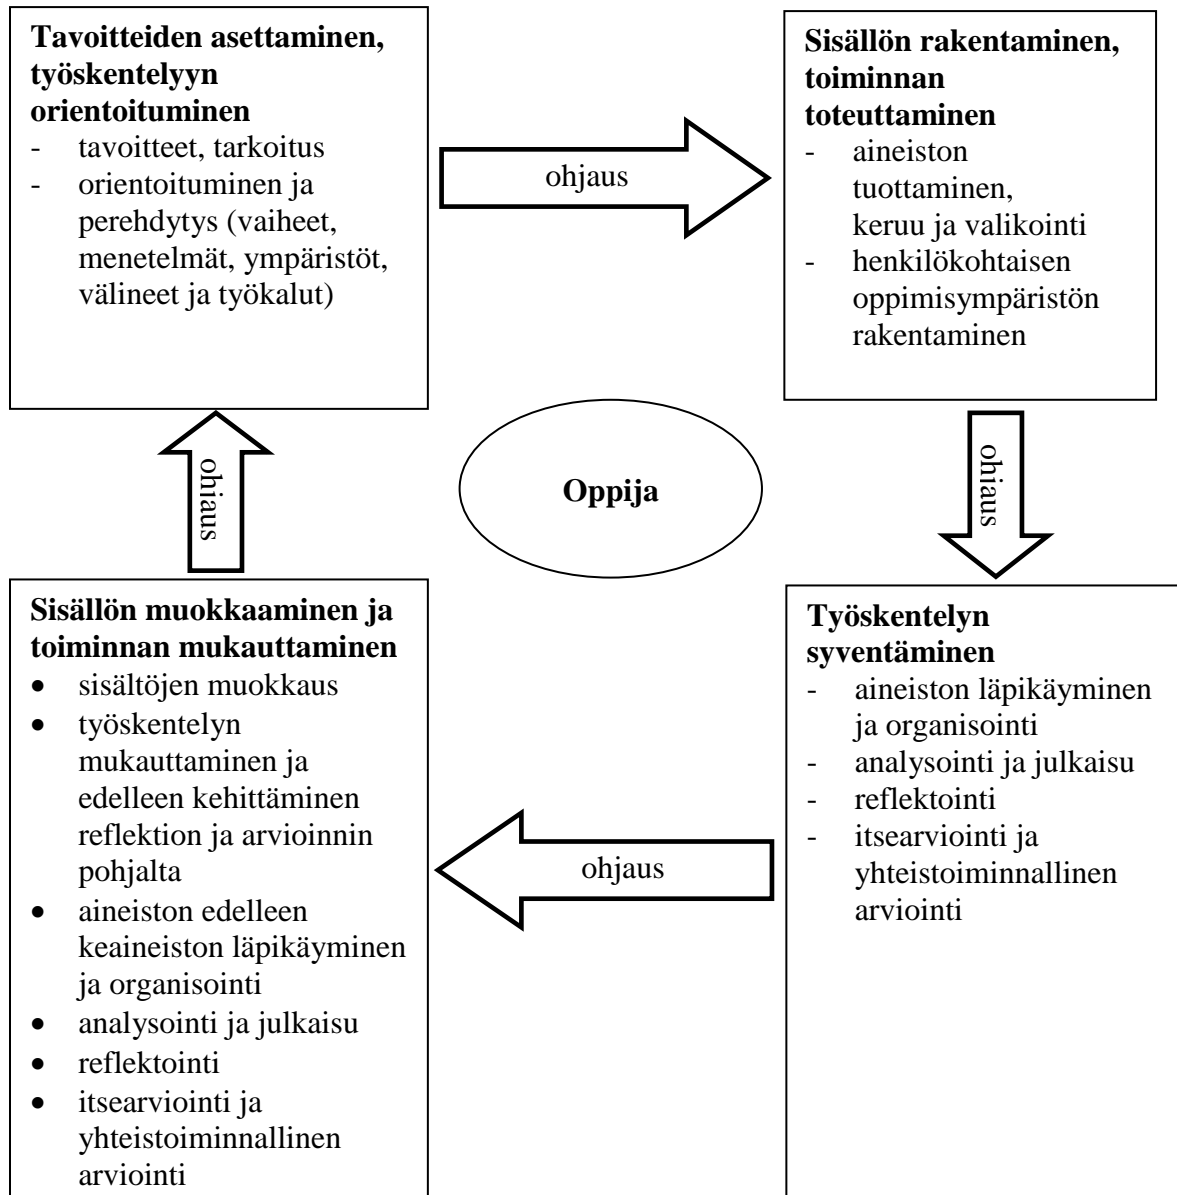 Tavoitteiden asettaminen,
työskentelyyn
orientoituminen
- tavoitteet, tarkoitus
- orientoituminen ja
perehdytys (vaiheet,
menetelmät, ympäristöt,
välineet ja työkalut)
ohjaus
Sisällön rakentaminen,
toiminnan
toteuttaminen
- aineiston
tuottaminen,
keruu ja valikointi
- henkilökohtaisen
oppimisympäristön
rakentaminen
ohjaus
Oppija
ohjaus
Sisällön muokkaaminen ja
toiminnan mukauttaminen
• sisältöjen muokkaus
• työskentelyn
mukauttaminen ja
edelleen kehittäminen
reflektion ja arvioinnin
pohjalta
• aineiston edelleen
keaineiston läpikäyminen
ja organisointi
• analysointi ja julkaisu
• reflektointi
• itsearviointi ja
yhteistoiminnallinen
arviointi
ohjaus
Työskentelyn
syventäminen
- aineiston läpikäyminen
ja organisointi
- analysointi ja julkaisu
- reflektointi
- itsearviointi ja
yhteistoiminnallinen
arviointi